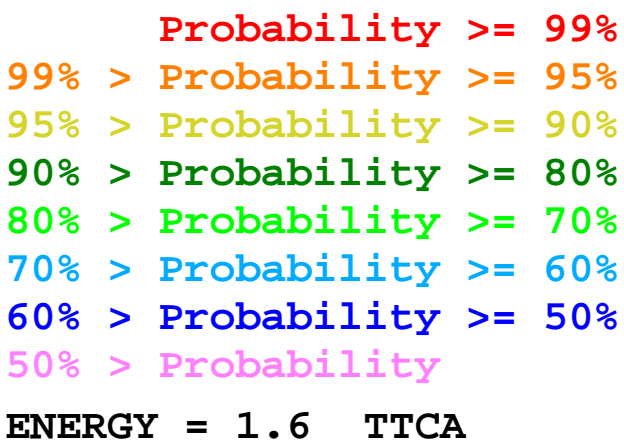 Probability >= 99%
99% > Probability >= 95%
95% > Probability >= 90%
90% > Probability >= 80%
80% > Probability >= 70%
70% > Probability >= 60%
60% > Probability >= 50%
50% > Probability
ENERGY = 1.6 TTCA